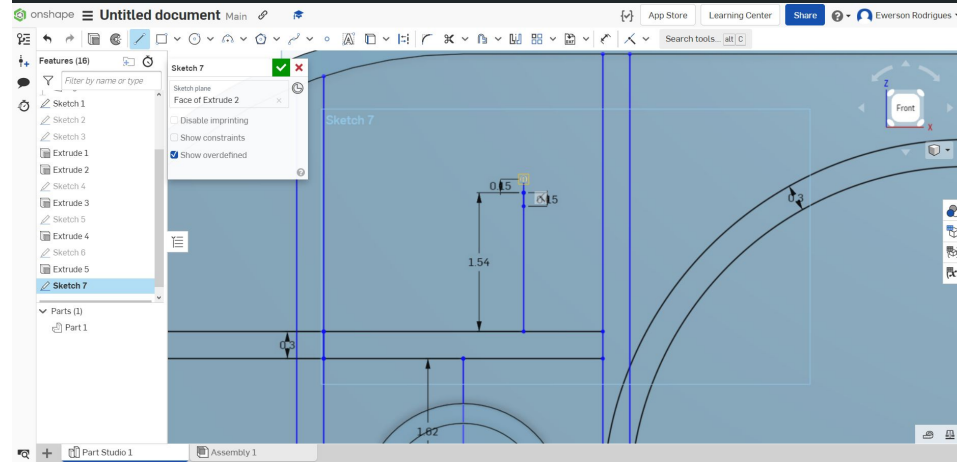 onshape Untitled document Main App Store Learning Center Share Ewerson Rodrigues
Search tools... alt C
Features (16)
Filter by name or type
Sketch 1
Sketch 2
Sketch 3
Extrude 1
Extrude 2
Sketch 4
Extrude 3
Sketch 5
Extrude 4
Sketch 6
Extrude 5
Sketch 7
Parts (1)
Part 1
Sketch 7
Sketch plane
Face of Extrude 2
Disable imprinting
Show constraints
Show overdefined
Sketch 7
0.15
1.54
0.3
0.3
1.62
Z
Front
X
Part Studio 1
Assembly 1